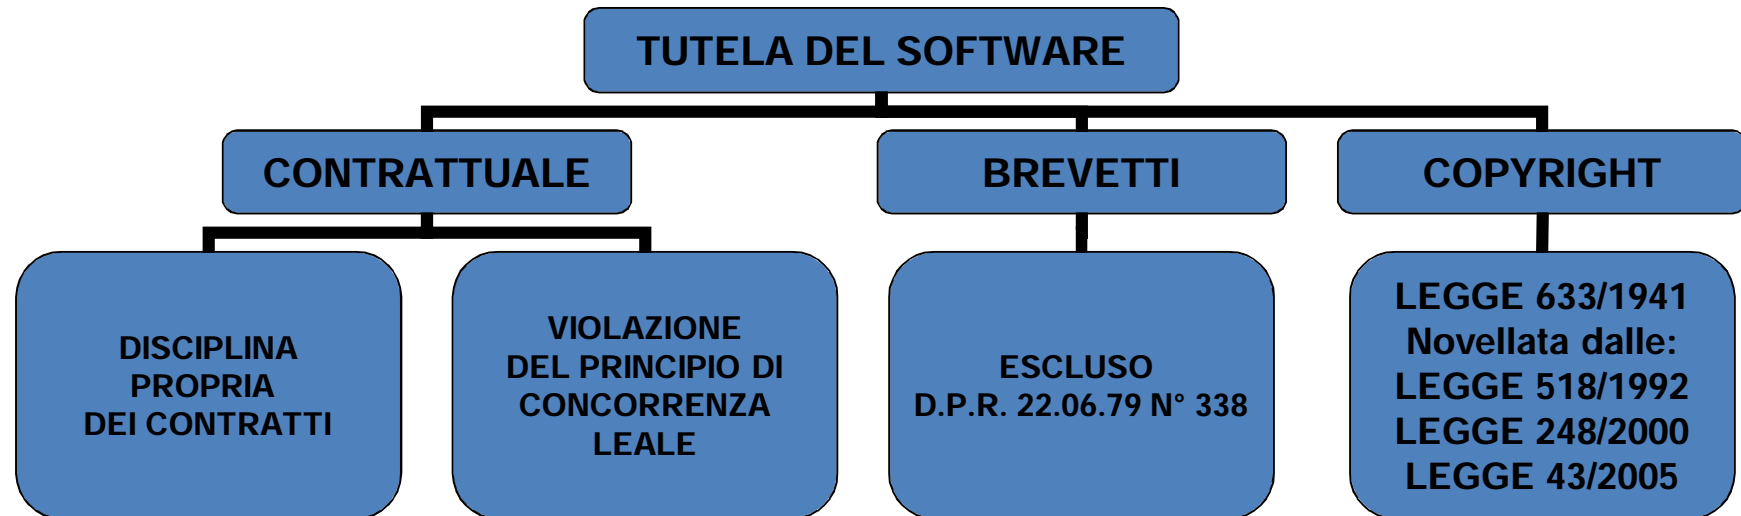 TUTELA DEL SOFTWARE
CONTRATTUALE
BREVETTI
COPYRIGHT
DISCIPLINA
PROPRIA
DEI CONTRATTI
VIOLAZIONE
DEL PRINCIPIO DI
CONCORRENZA
LEALE
ESCLUSO
D.P.R. 22.06.79 N° 338
LEGGE 633/1941
Novellata dalle:
LEGGE 518/1992
LEGGE 248/2000
LEGGE 43/2005